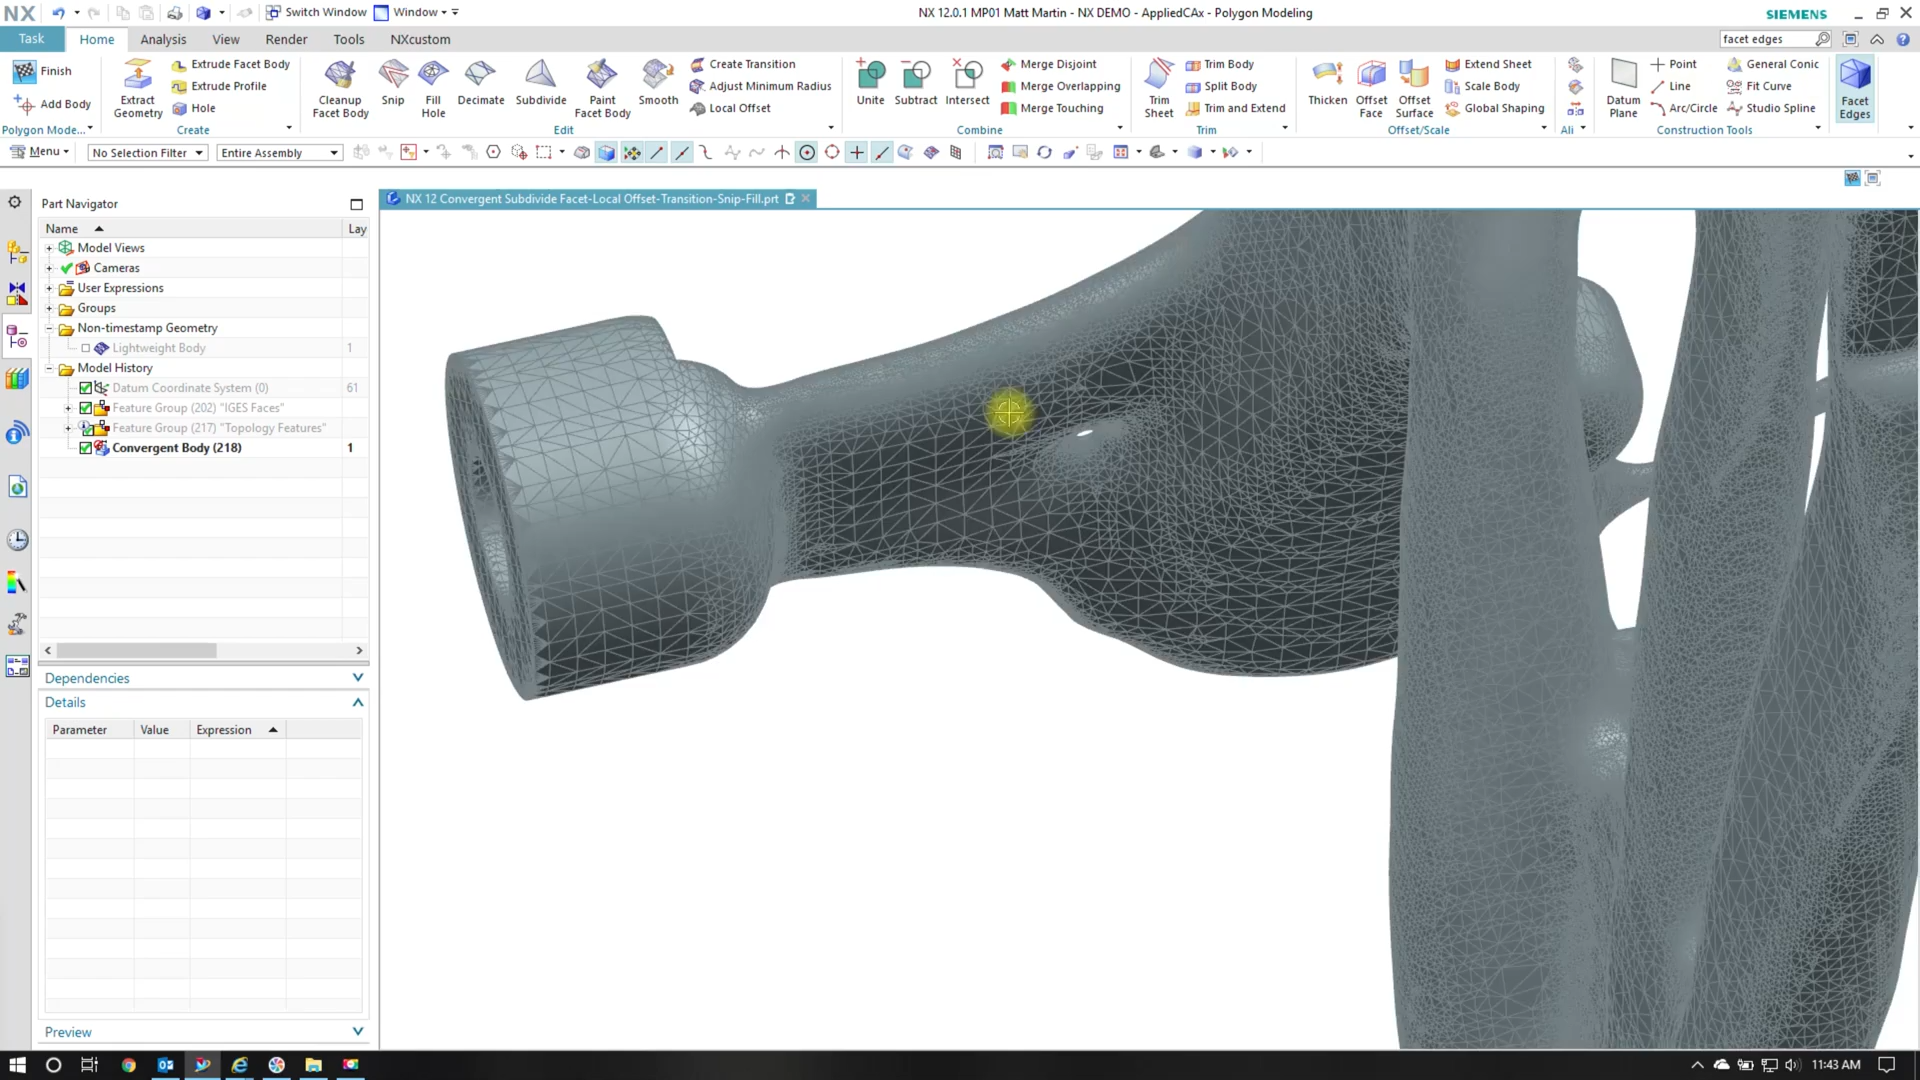 NX
Switch Window
Window
NX 12.0.1 MP01 Matt Martin - NX DEMO - AppliedCAx - Polygon Modeling
SIEMENS
Task
Home
Analysis
View
Render
Tools
NXcustom
facet edges
Finish
Add Body
Polygon Mode...
Extract Geometry
Extrude Facet Body
Extrude Profile
Hole
Create
Cleanup Facet Body
Snip
Fill Hole
Decimate
Subdivide
Paint Facet Body
Smooth
Create Transition
Adjust Minimum Radius
Local Offset
Edit
Unite
Subtract
Intersect
Merge Disjoint
Merge Overlapping
Merge Touching
Combine
Trim Sheet
Trim Body
Split Body
Trim and Extend
Trim
Thicken
Offset Face
Offset Surface
Extend Sheet
Scale Body
Global Shaping
Offset/Scale
Ali
Datum Plane
Point
Line
Arc/Circle
General Conic
Fit Curve
Studio Spline
Construction Tools
Facet Edges
Menu
No Selection Filter
Entire Assembly
Part Navigator
NX 12 Convergent Subdivide Facet-Local Offset-Transition-Snip-Fill.prt
Name
Lay
Model Views
Cameras
User Expressions
Groups
Non-timestamp Geometry
Lightweight Body
1
Model History
Datum Coordinate System (0)
61
Feature Group (202) "IGES Faces"
Feature Group (217) "Topology Features"
Convergent Body (218)
1
Dependencies
Details
Parameter
Value
Expression
Preview
11:43 AM